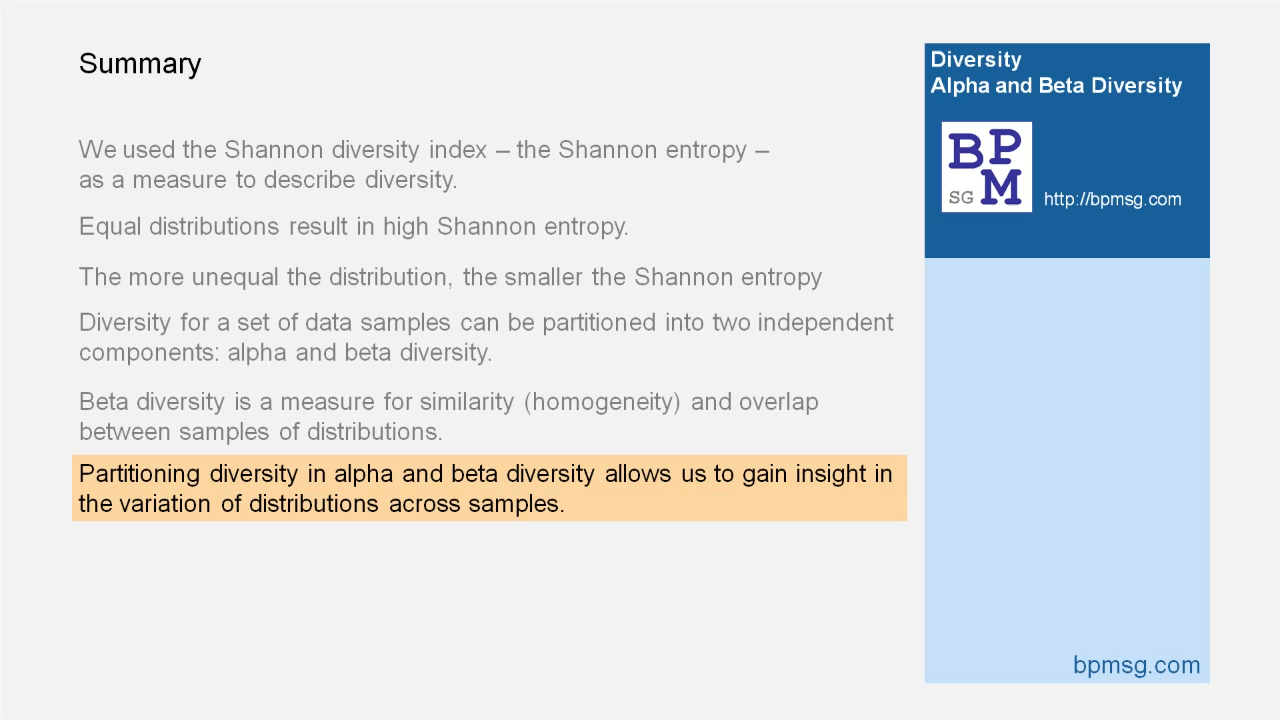 Summary
We used the Shannon diversity index – the Shannon entropy –
as a measure to describe diversity.
Equal distributions result in high Shannon entropy.
The more unequal the distribution, the smaller the Shannon entropy
Diversity for a set of data samples can be partitioned into two independent
components: alpha and beta diversity.
Beta diversity is a measure for similarity (homogeneity) and overlap
between samples of distributions.
Partitioning diversity in alpha and beta diversity allows us to gain insight in
the variation of distributions across samples.
Diversity
Alpha and Beta Diversity
BP
SG M
http://bpmsg.com
bpmsg.com